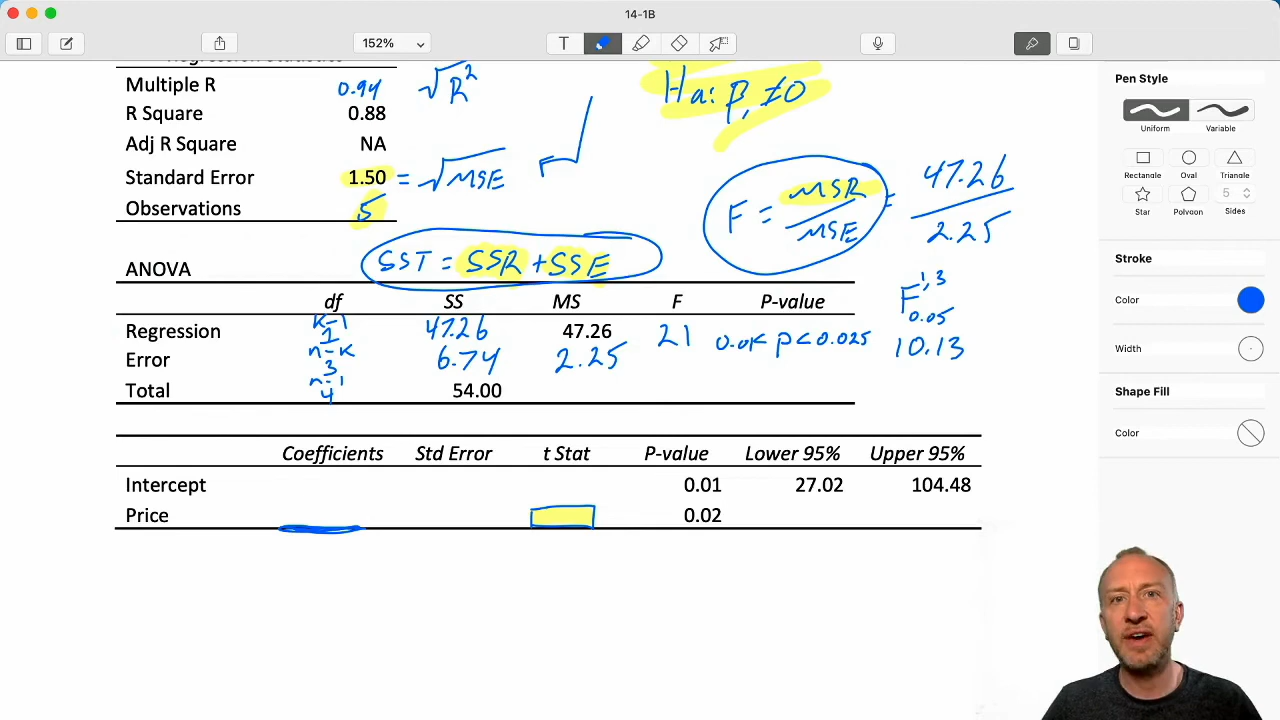 14-1B
152%
T
Regression Statistics
Multiple R 0.94 √R²
R Square 0.88
Adj R Square NA
Standard Error 1.50 = √MSE
Observations 5
Ha: β₁ ≠ 0
F = MSR / MSE = 47.26 / 2.25
SST = SSR + SSE
ANOVA
df SS MS F P-value
Regression k-1 1 47.26 47.26 21 0.01< P < 0.025
Error n-k 3 6.74 2.25
Total n-1 4 54.00
F 1,3 0.05
10.13
Coefficients Std Error t Stat P-value Lower 95% Upper 95%
Intercept 0.01 27.02 104.48
Price 0.02
Pen Style
Uniform Variable
Rectangle Oval Triangle
Star Polygon 5 Sides
Stroke
Color
Width
Shape Fill
Color